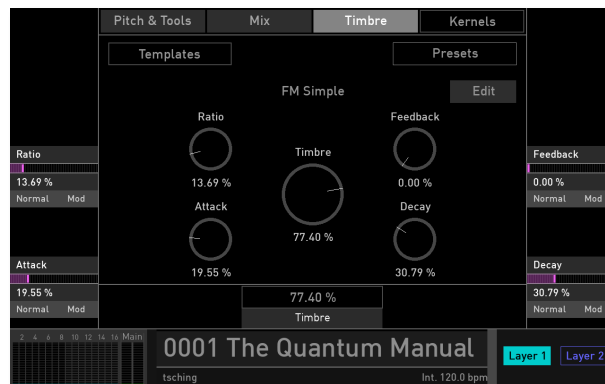 Pitch & Tools Mix Timbre Kernels
Templates Presets
FM Simple Edit
Ratio Feedback
Timbre
13.69 % 0.00 %
Attack Decay
77.40 %
19.55 % 30.79 %
Ratio
13.69 %
Normal Mod
Attack
19.55 %
Normal Mod
Feedback
0.00 %
Normal Mod
Decay
30.79 %
Normal Mod
77.40 %
Timbre
2 4 6 8 10 12 14 16 Main
0001 The Quantum Manual
tsching Int. 120.0 bpm
Layer 1 Layer 2